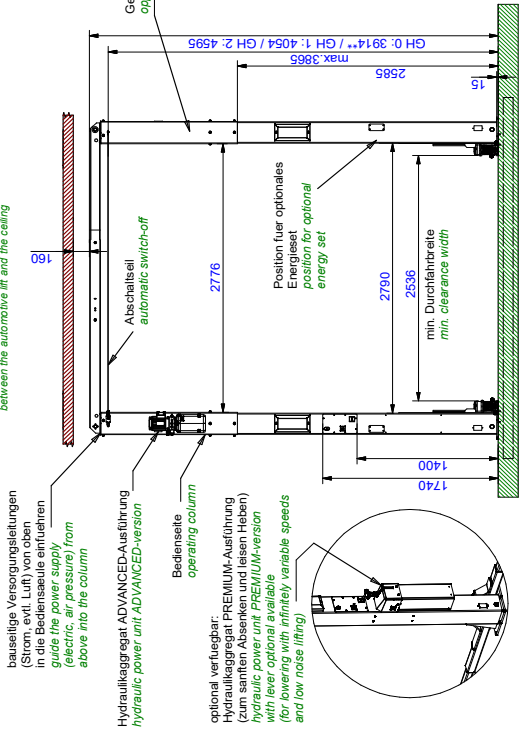 between the automotive lift and the ceiling
Ge
op
160
GH 0: 3914** / GH 1: 4054 / GH 2: 4595
max.3865
2585
15
Abschaltseil
automatic switch-off
2776
Position fuer optionales
Energieset
position for optional
energy set
2790
2536
min. Durchfahrbreite
min. clearance width
1400
1740
bauseitige Versorgungsleitungen
(Strom, evtl. Luft) von oben
in die Bediensaeule einfuehren
guide the power supply
(electric, air pressure) from
above into the column
Hydraulikaggregat ADVANCED-Ausführung
hydraulic power unit ADVANCED-version
Bedienseite
operating column
optional verfuegbar:
Hydraulikaggregat PREMIUM-Ausführung
(zum sanften Absenken und leisen Heben)
hydraulic power unit PREMIUM-version
with lever optional available
(for lowering with infinitely variable speeds
and low noise lifting)